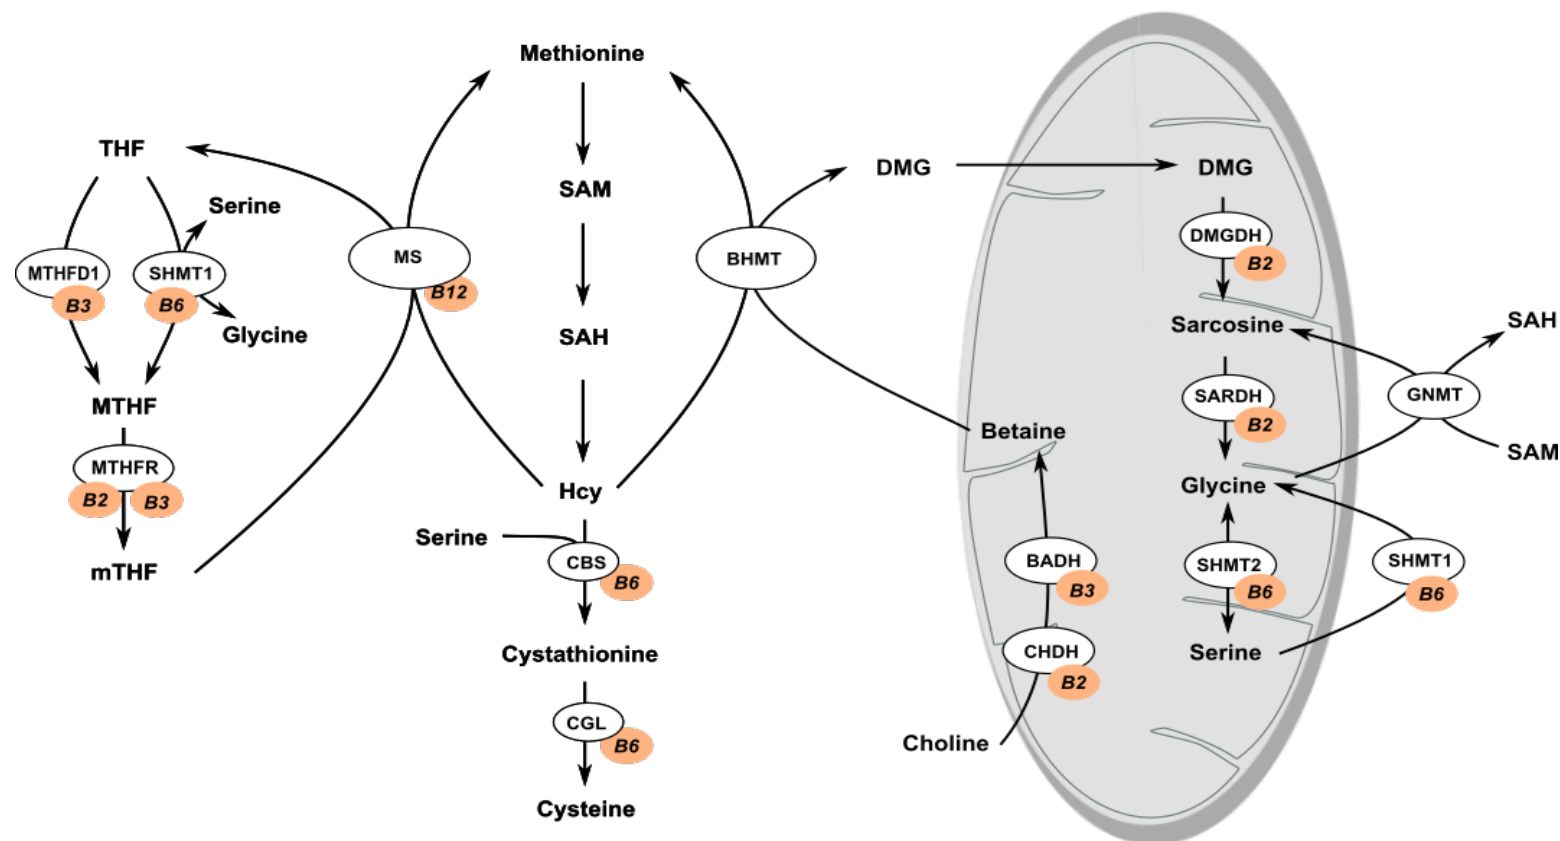 Methionine
THF
SAM
DMG
DMG
Serine
MTHFD1
B3
SHMT1
B6
Glycine
MS
B12
BHMT
DMGDH
B2
SAH
Sarcosine
SAH
MTHF
SARDH
B2
GNMT
SAM
MTHFR
B2
B3
Betaine
Hcy
Glycine
mTHF
Serine
CBS
B6
BADH
B3
SHMT2
B6
SHMT1
B6
Cystathionine
CHDH
B2
Serine
CGL
B6
Choline
Cysteine